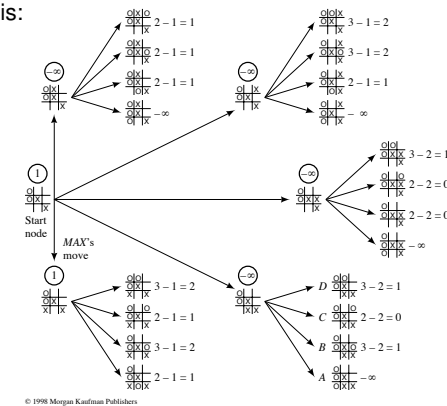 is:
2 – 1 = 1
2 – 1 = 1
2 – 1 = 1
– ∞
–∞
3 – 1 = 2
3 – 1 = 2
2 – 1 = 1
– ∞
–∞
1
Start
node
MAX's
move
–∞
3 – 2 = 1
2 – 2 = 0
2 – 2 = 0
– ∞
1
3 – 1 = 2
2 – 1 = 1
3 – 1 = 2
2 – 1 = 1
–∞
D 3 – 2 = 1
C 2 – 2 = 0
B 3 – 2 = 1
A –∞
© 1998 Morgan Kaufman Publishers